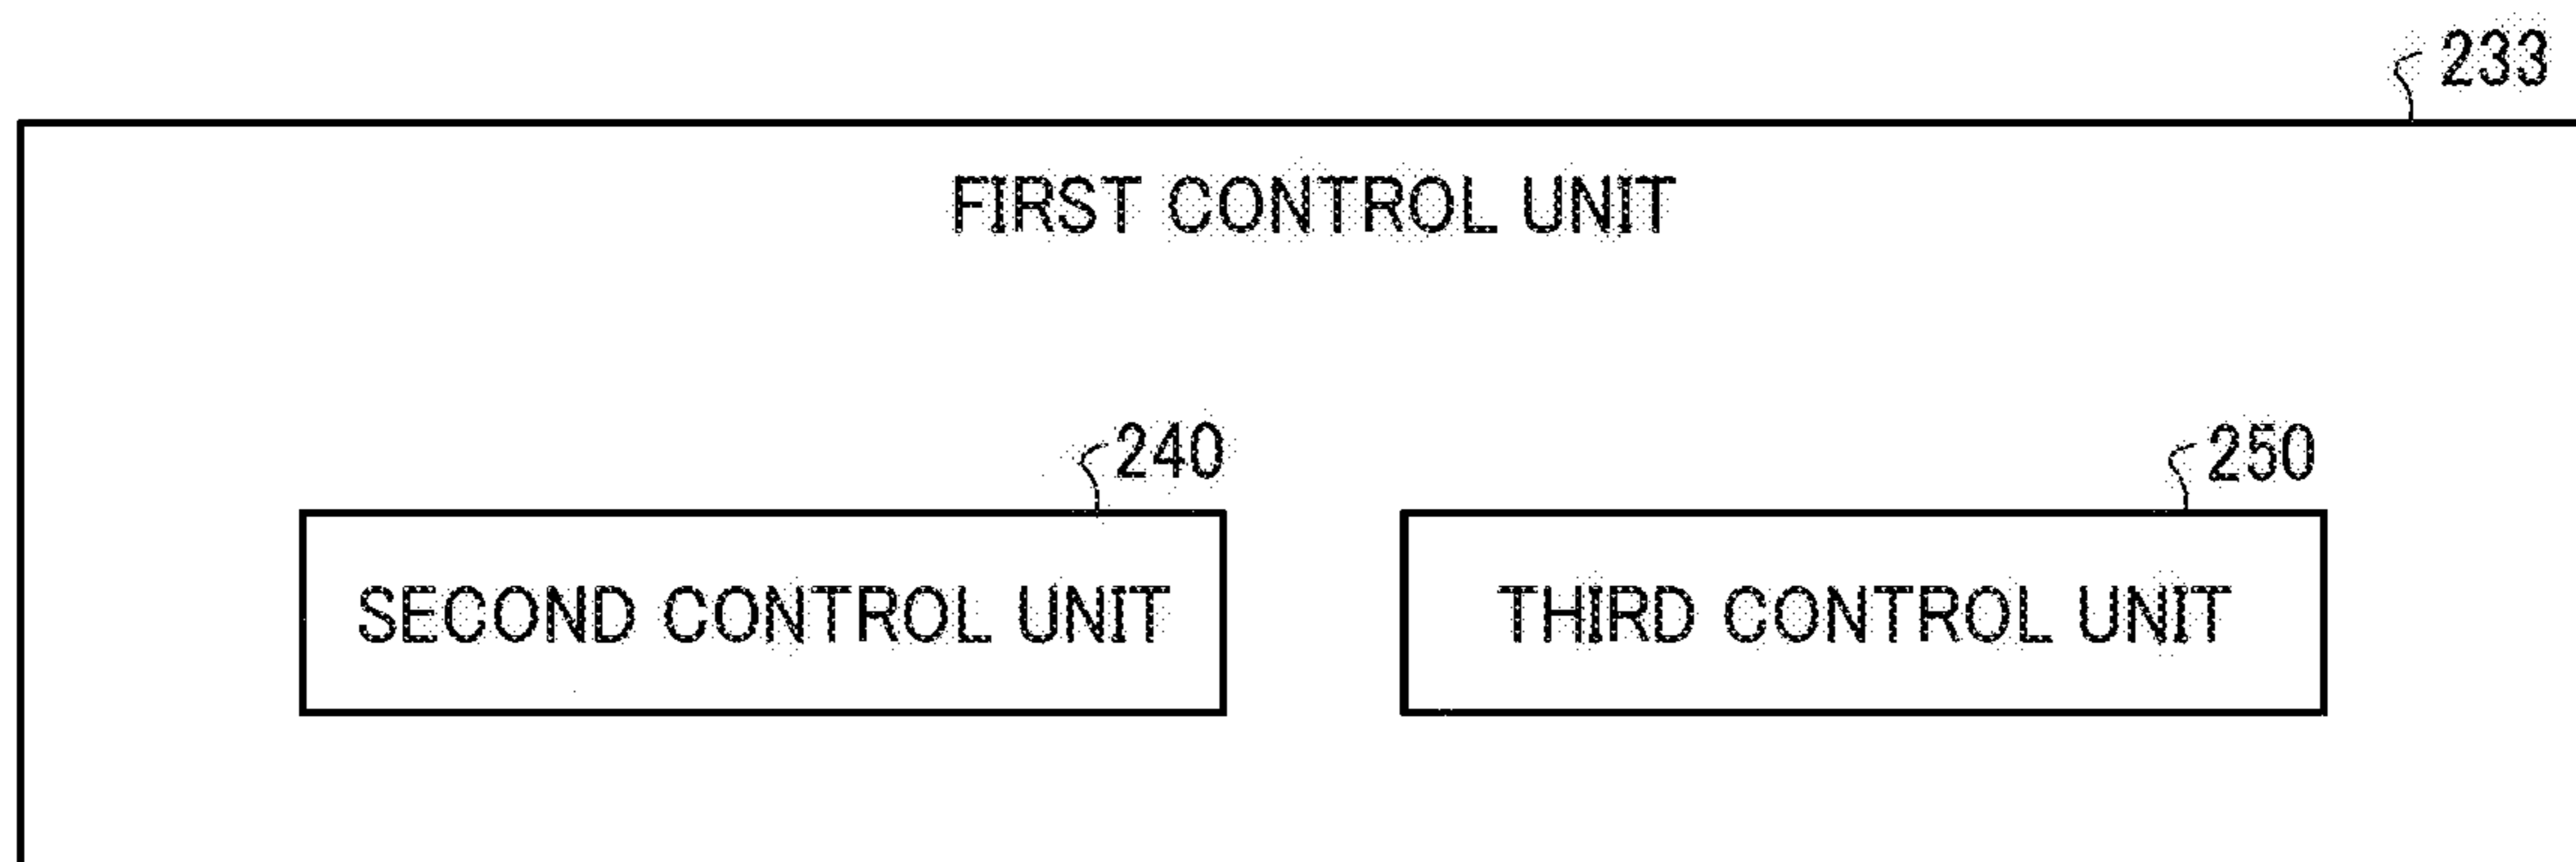 233
FIRST CONTROL UNIT
240
250
SECOND CONTROL UNIT
THIRD CONTROL UNIT